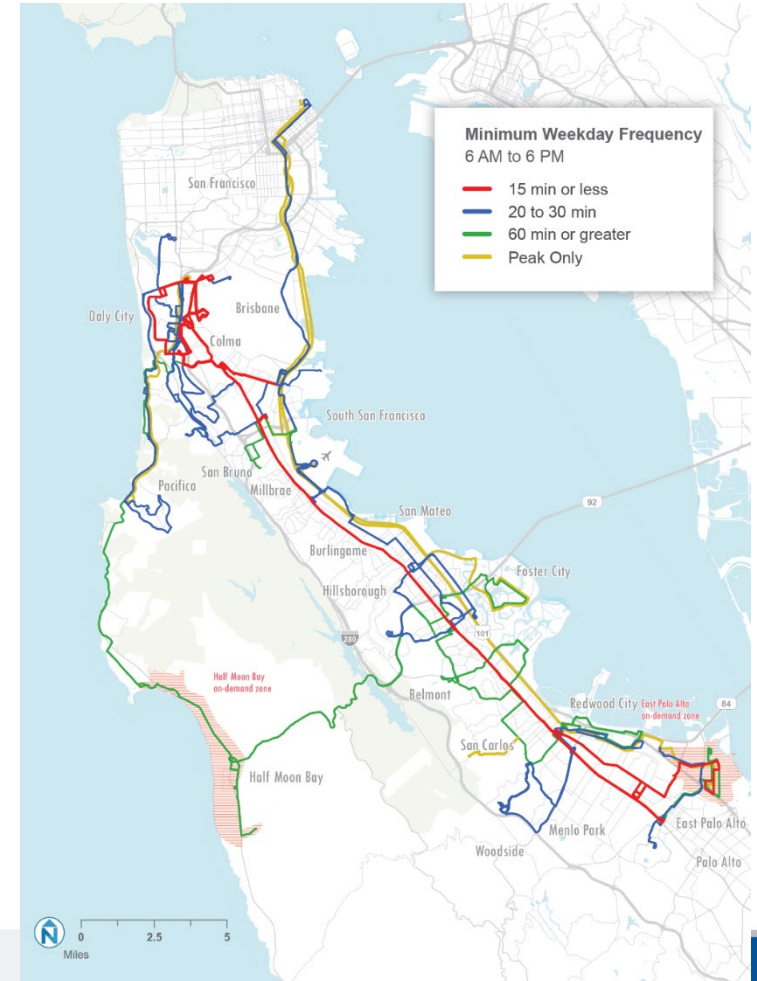 Minimum Weekday Frequency
6 AM to 6 PM
15 min or less
20 to 30 min
60 min or greater
Peak Only
San Francisco
Brisbane
Daly City
Colma
South San Francisco
San Bruno
Millbrae
Pacifica
92
San Mateo
Burlingame
Foster City
Hillsborough
101
280
Half Moon Bay
on-demand zone
Belmont
Redwood City
East Palo Alto
on-demand zone
84
San Carlos
Half Moon Bay
Menlo Park
East Palo Alto
Woodside
Palo Alto
N
0
2.5
5
Miles